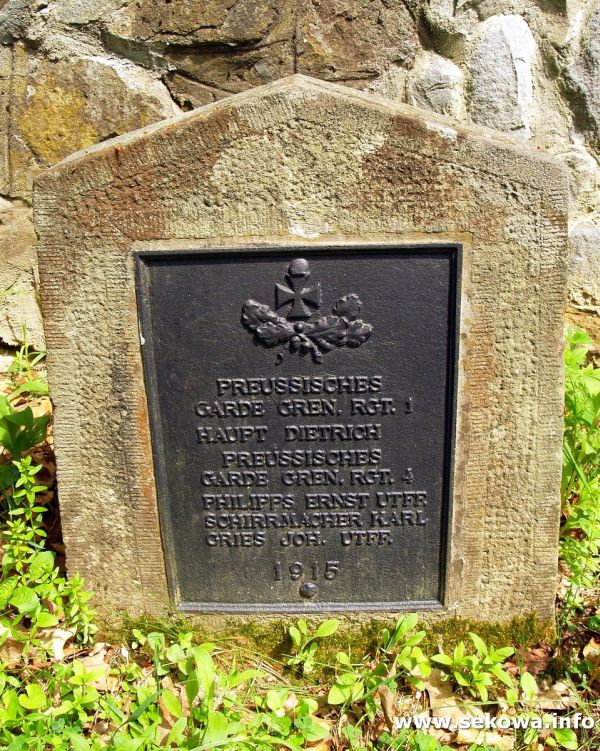 PREUSSISCHES
GARDE GREN. RGT. 1
HAUPT DIETRICH
PREUSSISCHES
GARDE GREN. RGT. 4
PHILIPPS ERNST UTFF.
SCHIRRMACHER KARL
GRIES JOH. UTFF.
1915
www.sekowa.info